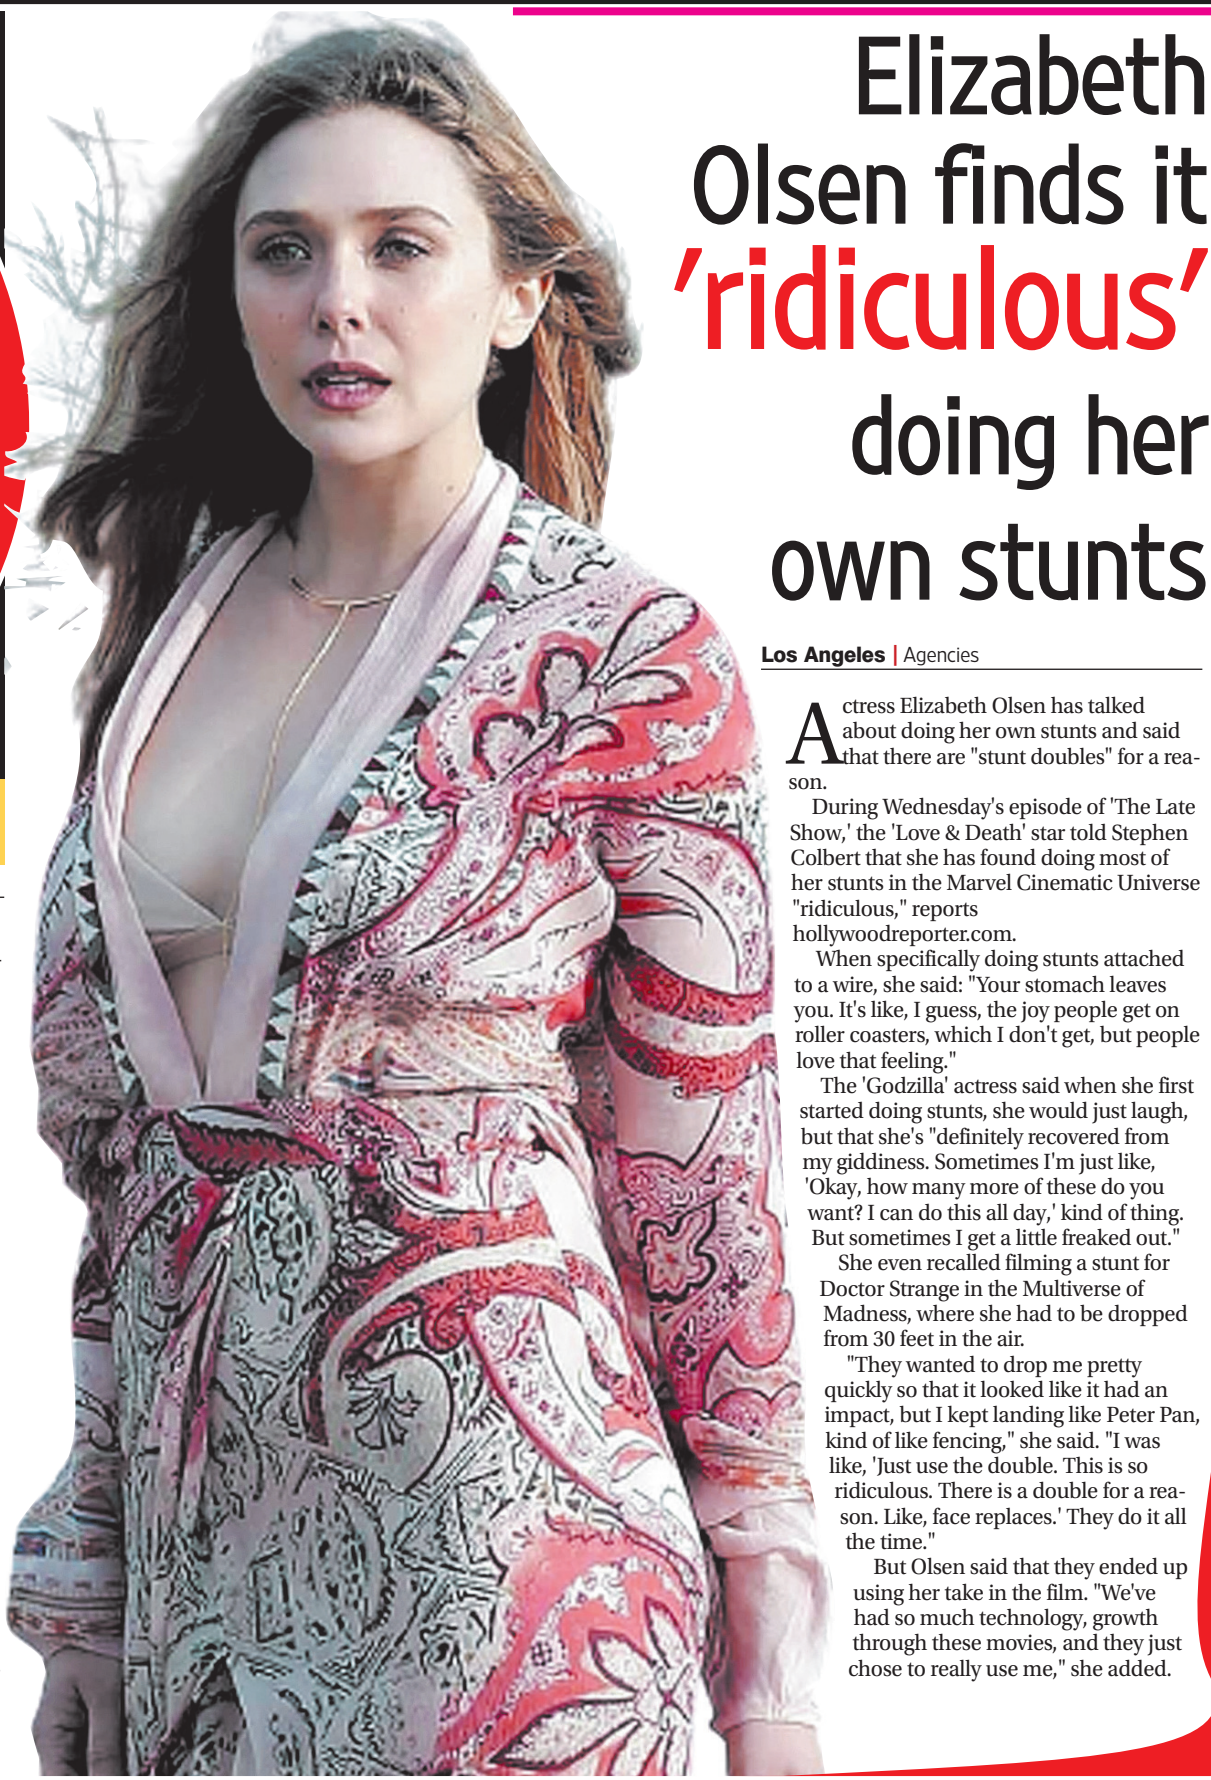 Elizabeth
Olsen finds it
'ridiculous'
doing her
own stunts
Los Angeles | Agencies
Actress Elizabeth Olsen has talked
about doing her own stunts and said
that there are "stunt doubles" for a rea-
son.
During Wednesday's episode of 'The Late
Show,' the 'Love & Death' star told Stephen
Colbert that she has found doing most of
her stunts in the Marvel Cinematic Universe
"ridiculous," reports
hollywoodreporter.com.
When specifically doing stunts attached
to a wire, she said: "Your stomach leaves
you. It's like, I guess, the joy people get on
roller coasters, which I don't get, but people
love that feeling."
The 'Godzilla' actress said when she first
started doing stunts, she would just laugh,
but that she's "definitely recovered from
my giddiness. Sometimes I'm just like,
'Okay, how many more of these do you
want? I can do this all day,' kind of thing.
But sometimes I get a little freaked out."
She even recalled filming a stunt for
Doctor Strange in the Multiverse of
Madness, where she had to be dropped
from 30 feet in the air.
"They wanted to drop me pretty
quickly so that it looked like it had an
impact, but I kept landing like Peter Pan,
kind of like fencing," she said. "I was
like, 'Just use the double. This is so
ridiculous. There is a double for a rea-
son. Like, face replaces.' They do it all
the time."
But Olsen said that they ended up
using her take in the film. "We've
had so much technology, growth
through these movies, and they just
chose to really use me," she added.